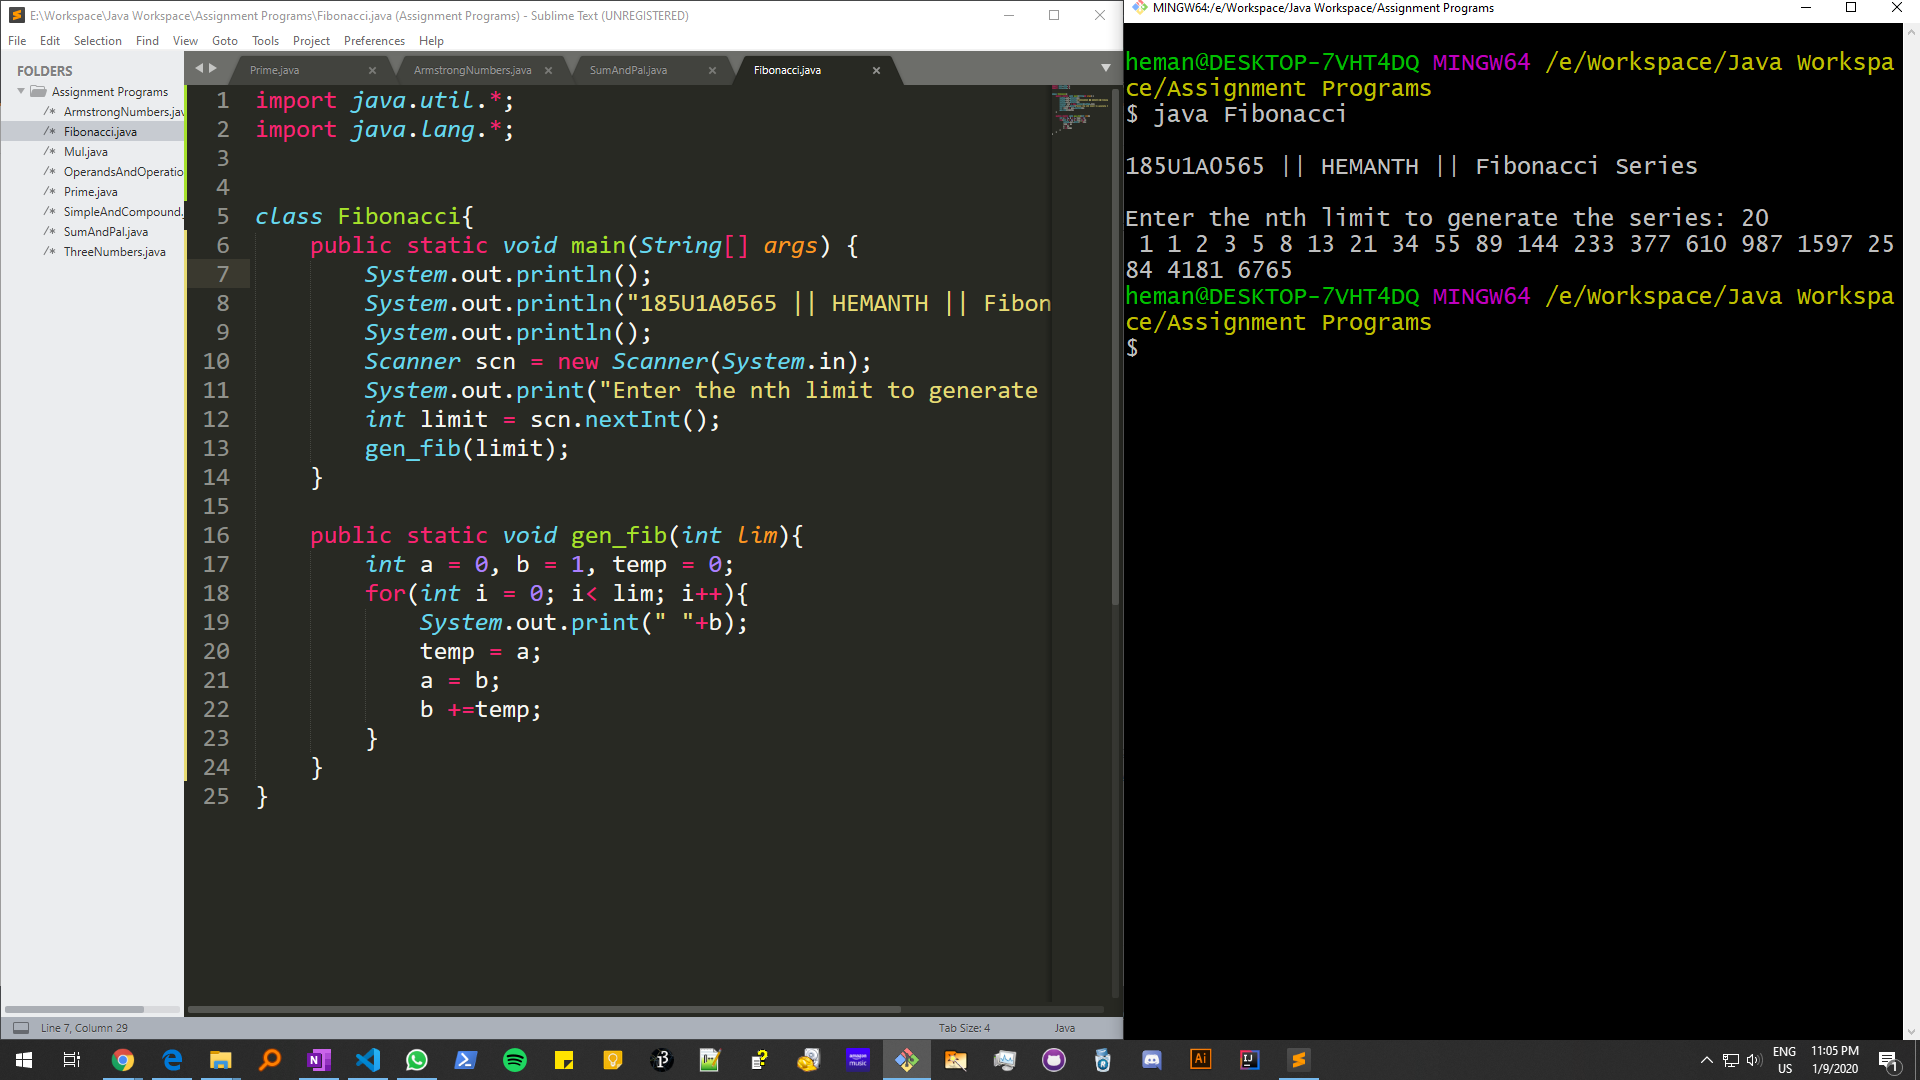 E:\Workspace\Java Workspace\Assignment Programs\Fibonacci.java (Assignment Programs) - Sublime Text (UNREGISTERED)
File Edit Selection Find View Goto Tools Project Preferences Help
FOLDERS
Assignment Programs
/* ArmstrongNumbers.jav
/* Fibonacci.java
/* Mul.java
/* OperandsAndOperatio
/* Prime.java
/* SimpleAndCompound.
/* SumAndPal.java
/* ThreeNumbers.java
Prime.java ArmstrongNumbers.java SumAndPal.java Fibonacci.java
1 import java.util.*;
2 import java.lang.*;
3
4
5 class Fibonacci{
6 public static void main(String[] args) {
7 System.out.println();
8 System.out.println("185U1A0565 || HEMANTH || Fibon
9 System.out.println();
10 Scanner scn = new Scanner(System.in);
11 System.out.print("Enter the nth limit to generate
12 int limit = scn.nextInt();
13 gen_fib(limit);
14 }
15
16 public static void gen_fib(int lim){
17 int a = 0, b = 1, temp = 0;
18 for(int i = 0; i< lim; i++){
19 System.out.print(" "+b);
20 temp = a;
21 a = b;
22 b +=temp;
23 }
24 }
25 }
Line 7, Column 29 Tab Size: 4 Java
MINGW64:/e/Workspace/Java Workspace/Assignment Programs
heman@DESKTOP-7VHT4DQ MINGW64 /e/Workspace/Java Workspa
ce/Assignment Programs
$ java Fibonacci
185U1A0565 || HEMANTH || Fibonacci Series
Enter the nth limit to generate the series: 20
1 1 2 3 5 8 13 21 34 55 89 144 233 377 610 987 1597 25
84 4181 6765
heman@DESKTOP-7VHT4DQ MINGW64 /e/Workspace/Java Workspa
ce/Assignment Programs
$
ENG
US
11:05 PM
1/9/2020